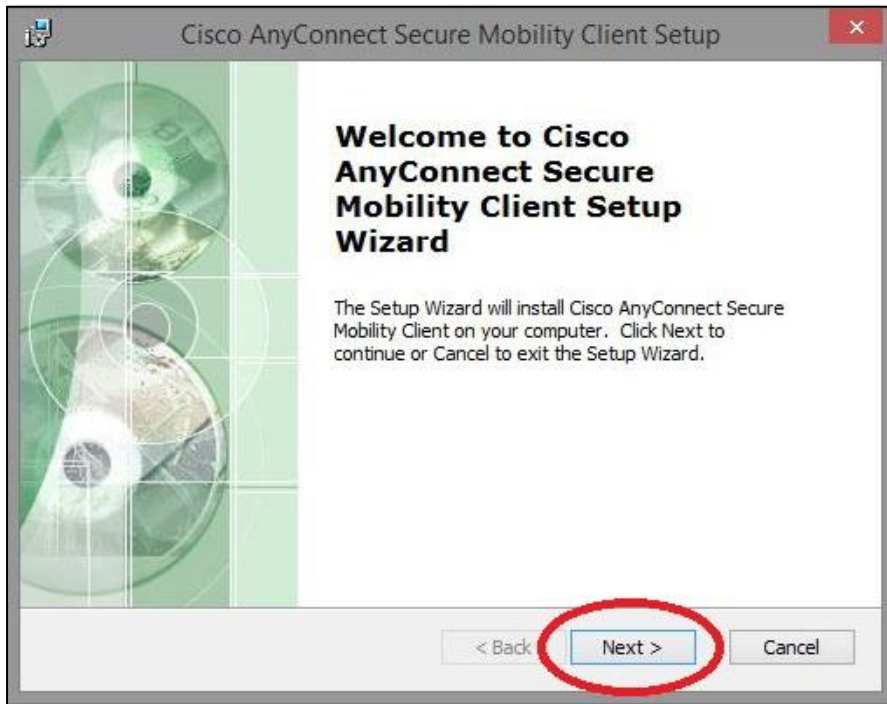 Cisco AnyConnect Secure Mobility Client Setup
Welcome to Cisco
AnyConnect Secure
Mobility Client Setup
Wizard
The Setup Wizard will install Cisco AnyConnect Secure
Mobility Client on your computer. Click Next to
continue or Cancel to exit the Setup Wizard.
< Back
Next >
Cancel